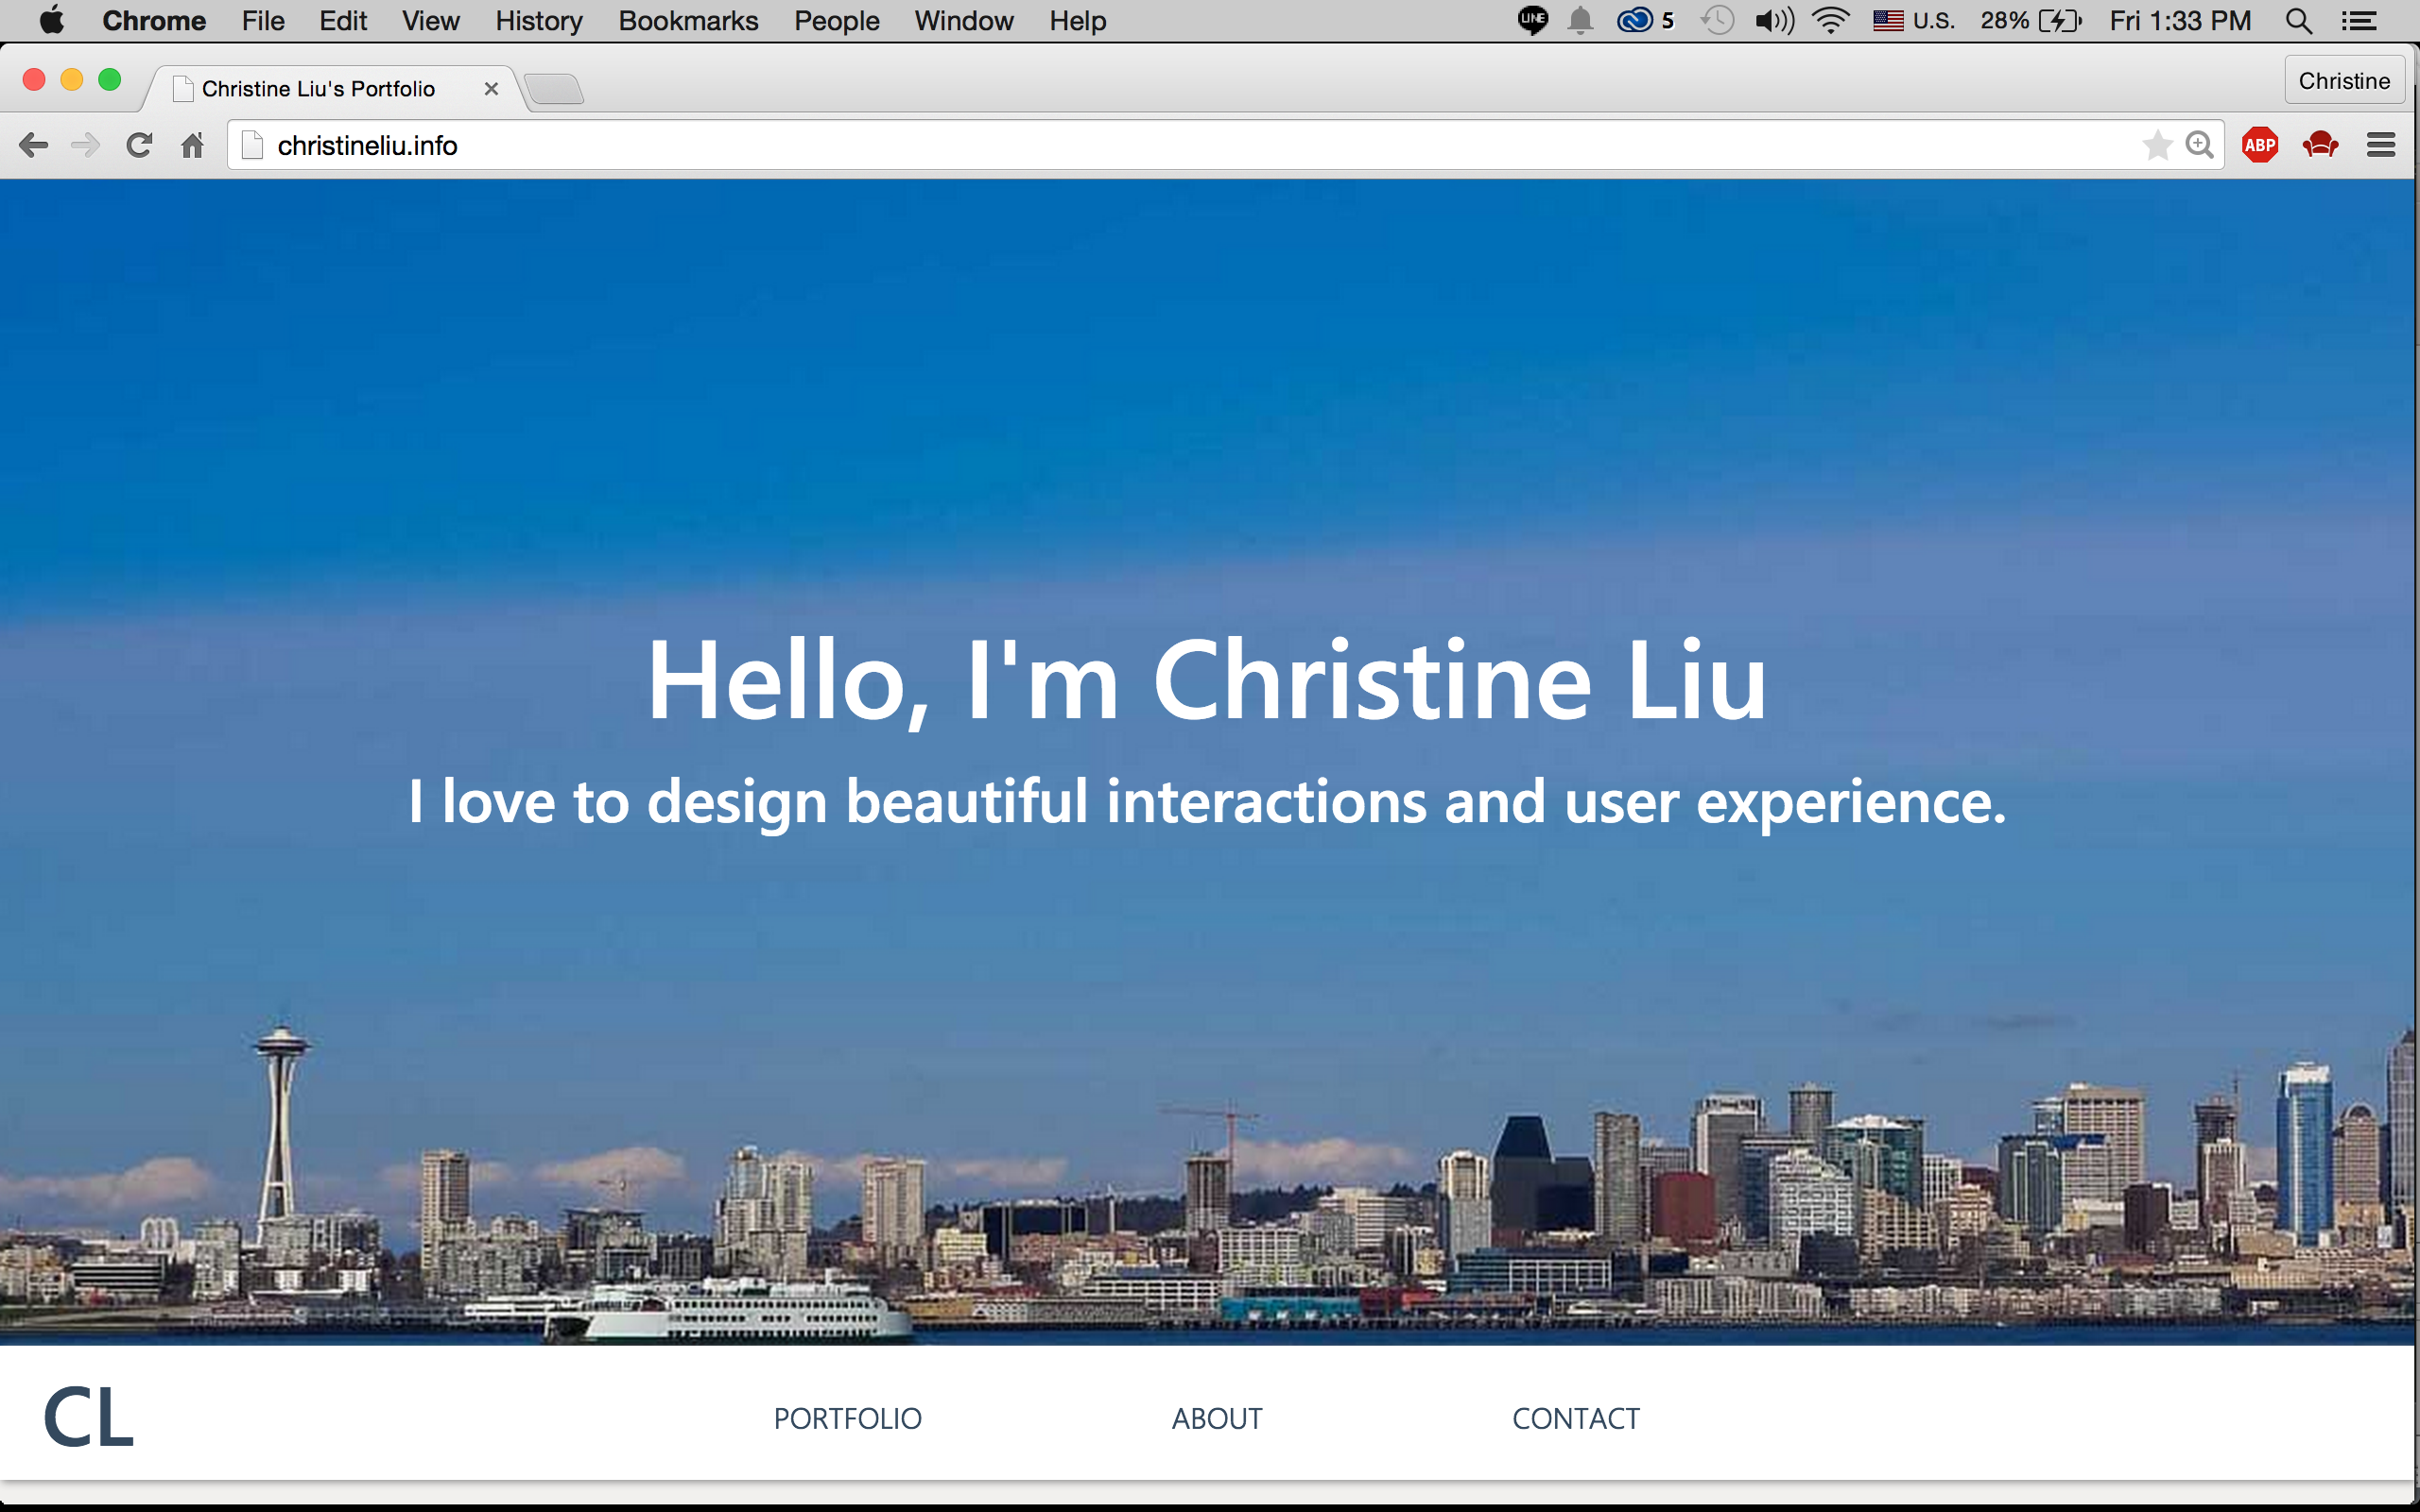 Chrome File Edit View History Bookmarks People Window Help LINE 5 U.S. 28% Fri 1:33 PM
Christine Liu's Portfolio Christine
christineliu.info ABP
Hello, I'm Christine Liu
I love to design beautiful interactions and user experience.
CL PORTFOLIO ABOUT CONTACT